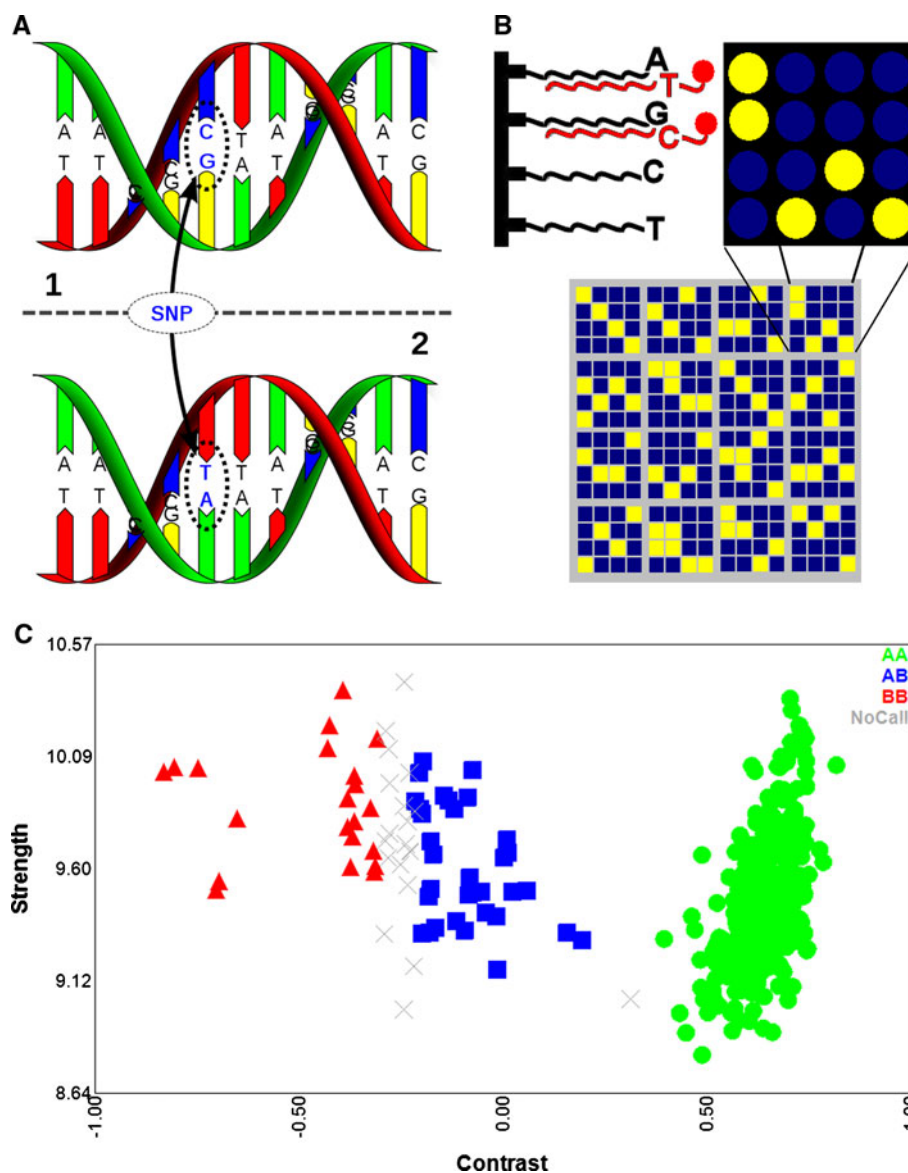 A
A A C T A A C
T T G A T T G
C
G
C
G
G
1
SNP
2
A A T T A A C
T T A A T T G
C
G
C
G
G
B
A
T
G
C
C
T
C
10.57
10.09
9.60
9.12
8.64
Strength
AA
AB
BB
NoCall
-1.00
-0.50
0.00
0.50
1.00
Contrast